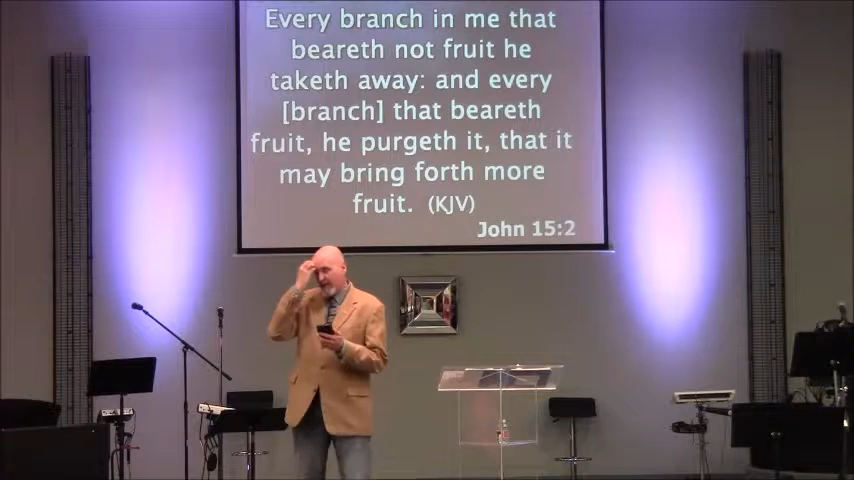 Every branch in me that
beareth not fruit he
taketh away: and every
[branch] that beareth
fruit, he purgeth it, that it
may bring forth more
fruit. (KJV)
John 15:2